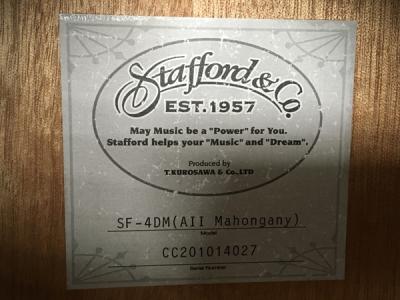 Stafford & Co.
EST.1957
May Music be a "Power" for You.
Stafford helps your "Music" and "Dream".
Produced by
T.KUROSAWA & Co.,LTD
SF-4DM(AII Mahongany)
Model
CC201014027
Serial Number